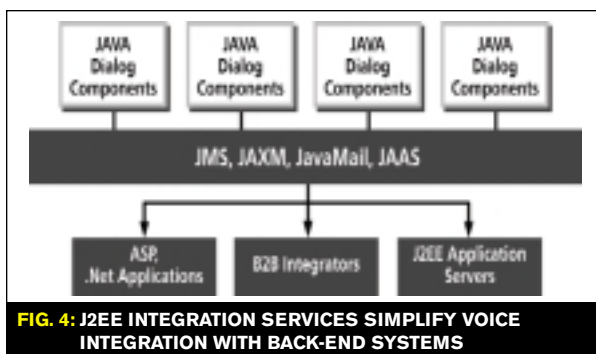 JAVA
Dialog
Components
JAVA
Dialog
Components
JAVA
Dialog
Components
JAVA
Dialog
Components
JMS, JAXM, JavaMail, JAAS
ASP,
.Net Applications
B2B Integrators
J2EE Application
Servers
FIG. 4: J2EE INTEGRATION SERVICES SIMPLIFY VOICE
INTEGRATION WITH BACK-END SYSTEMS